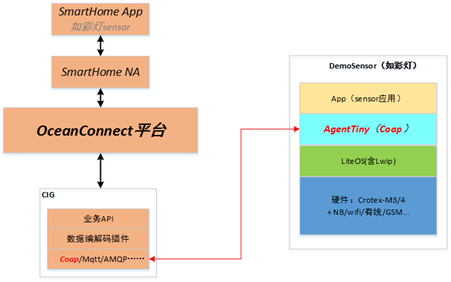 SmartHome App
如彩灯sensor
SmartHome NA
OceanConnect平台
CIG
业务API
数据编解码插件
Coap/Mqtt/AMQP……
DemoSensor（如彩灯）
App（sensor应用）
AgentTiny（Coap）
LiteOS(含Lwip)
硬件：Crotex-M3/4
+ NB/wifi/有线/GSM...